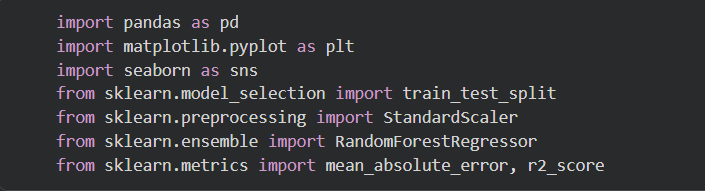 import pandas as pd
import matplotlib.pyplot as plt
import seaborn as sns
from sklearn.model_selection import train_test_split
from sklearn.preprocessing import StandardScaler
from sklearn.ensemble import RandomForestRegressor
from sklearn.metrics import mean_absolute_error, r2_score